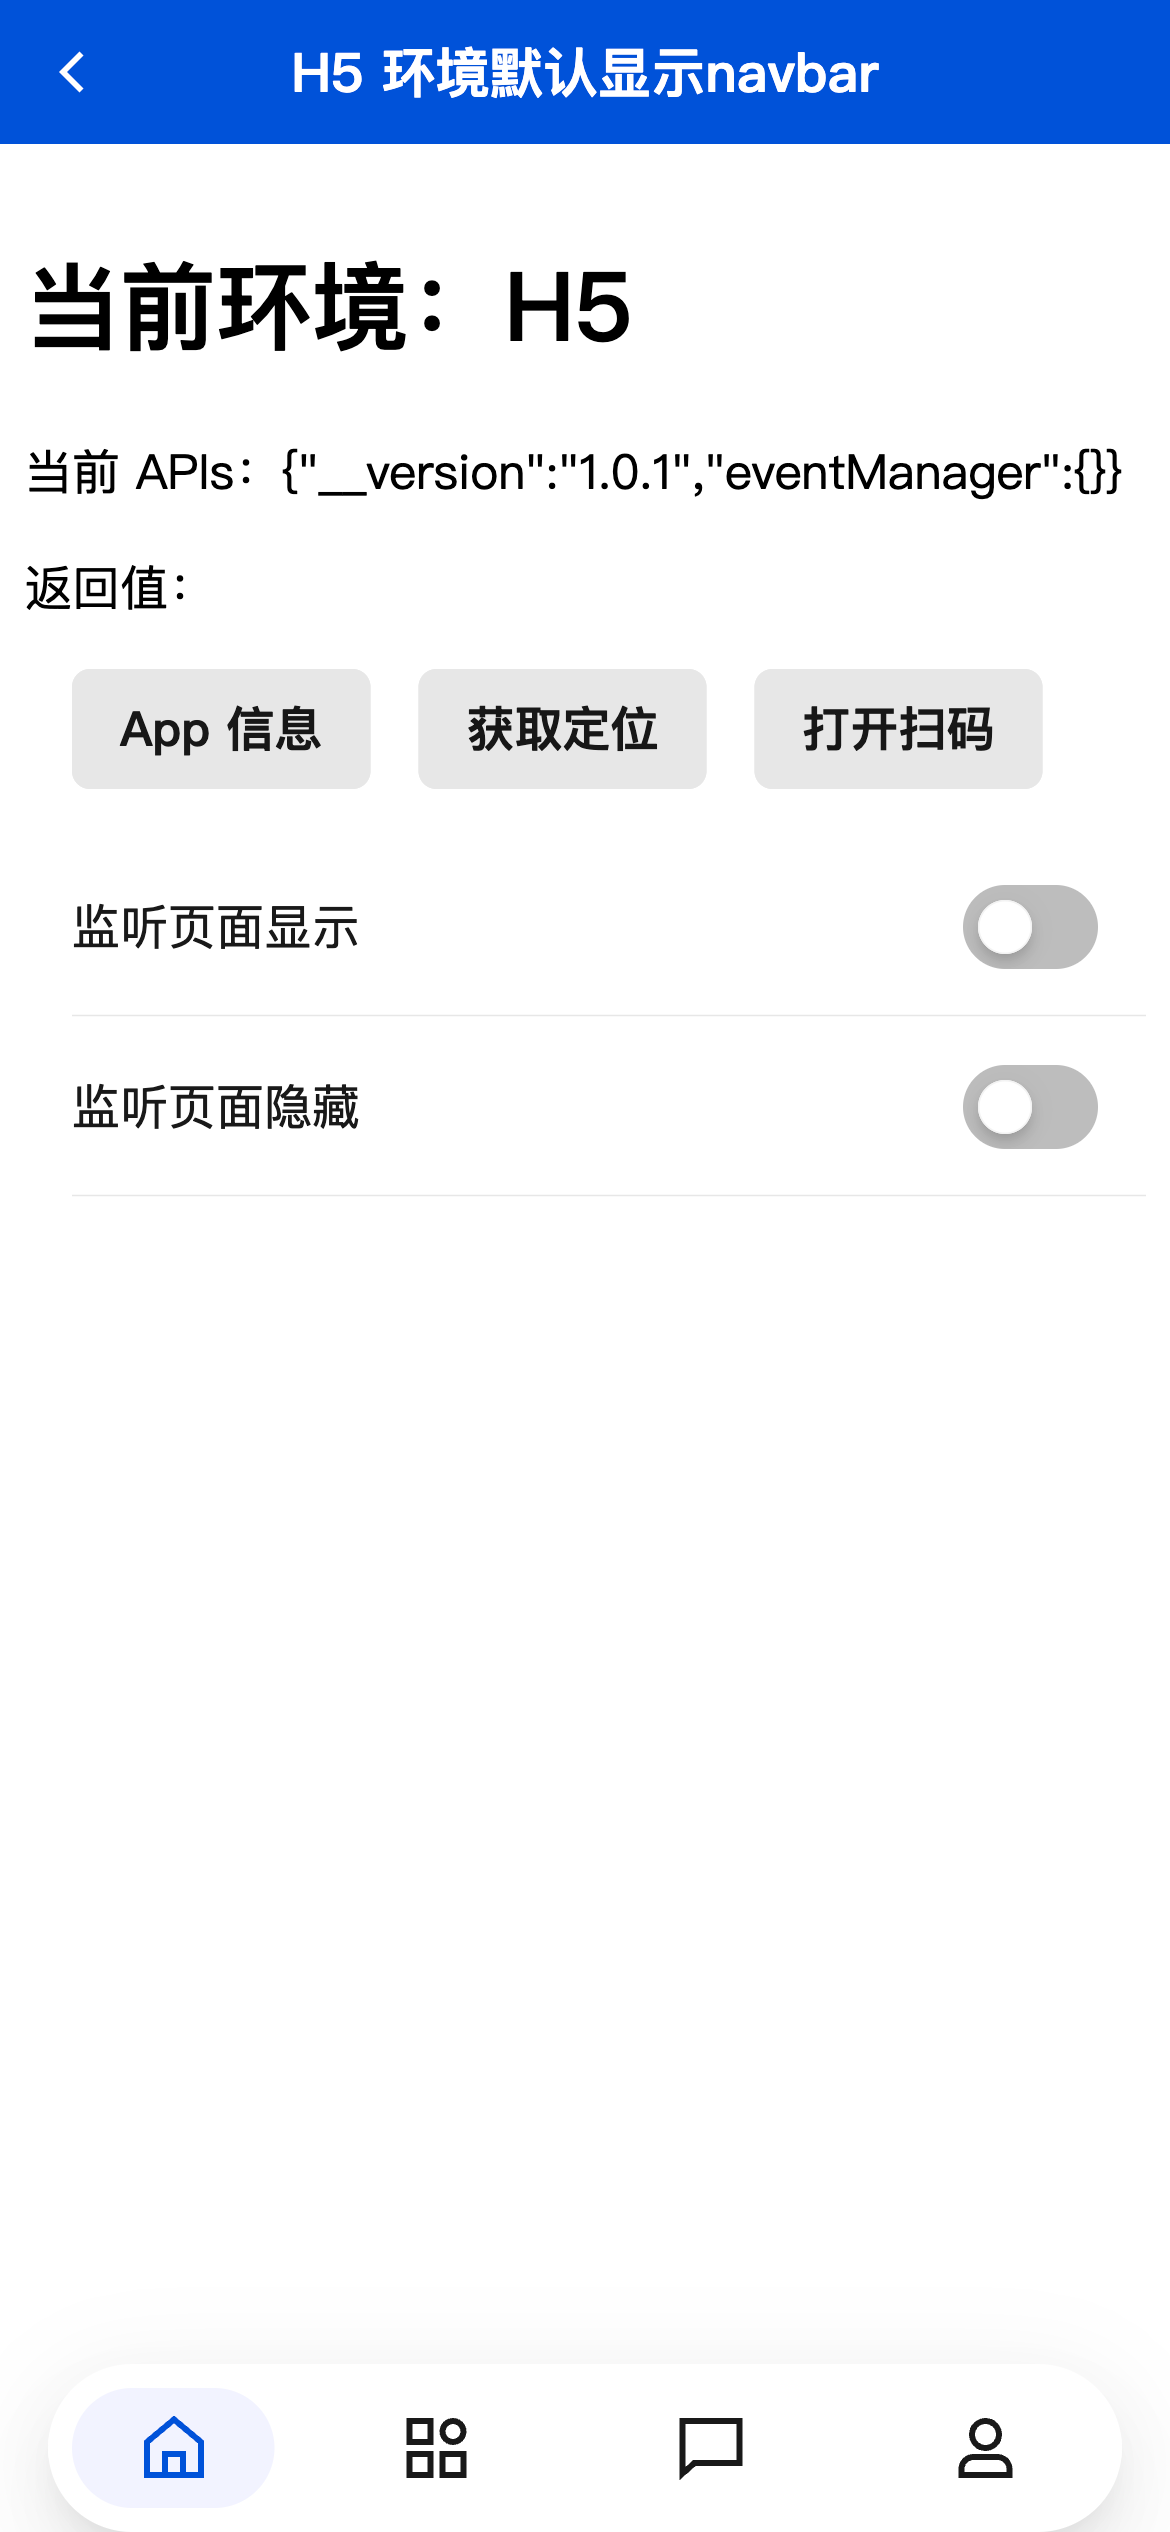 H5 环境默认显示navbar
当前环境：H5
当前 APIs：{"__version":"1.0.1","eventManager":{}}
返回值：
App 信息 获取定位 打开扫码
监听页面显示
监听页面隐藏